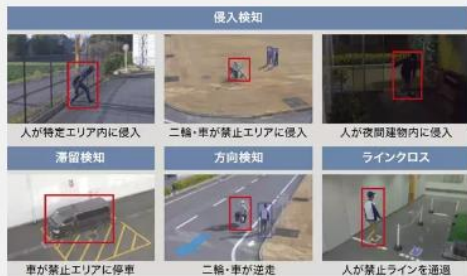 侵入検知
人が特定エリア内に侵入
二輪・車が禁止エリアに侵入
人が夜間建物内に侵入
滞留検知
方向検知
ラインクロス
車が禁止エリアに停車
二輪・車が逆走
人が禁止ラインを通過